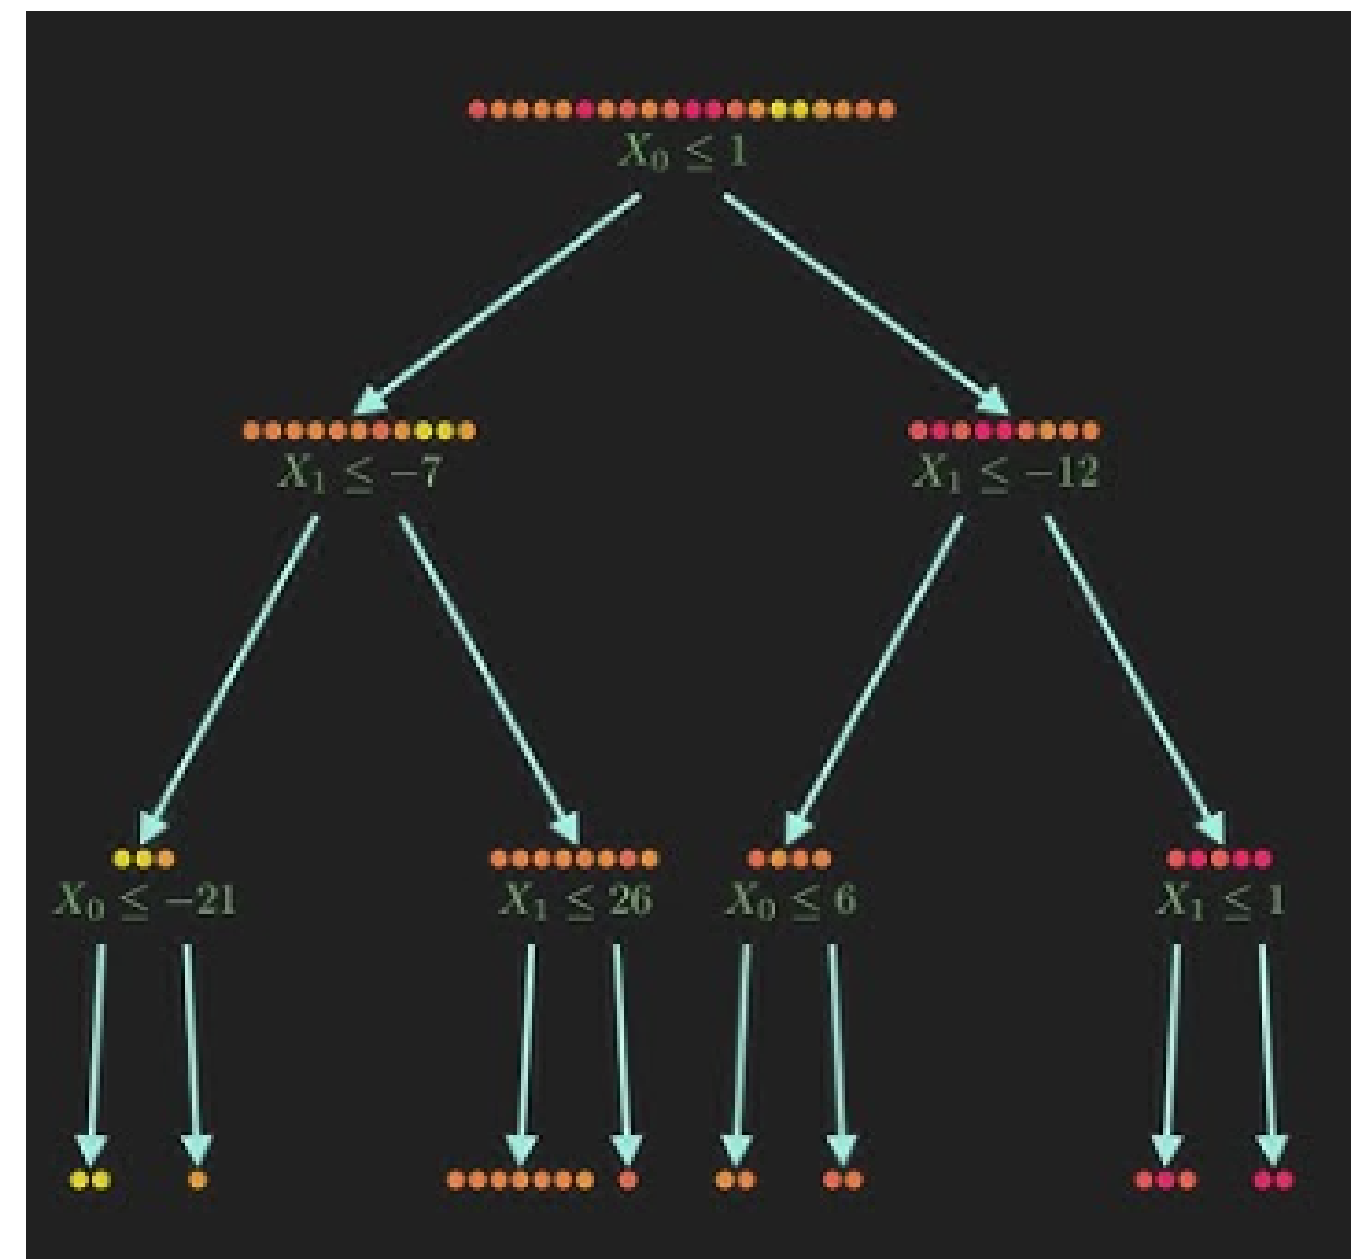 X₀ ≤ 1
X₁ ≤ −7
X₁ ≤ −12
X₀ ≤ −21
X₁ ≤ 26
X₀ ≤ 6
X₁ ≤ 1